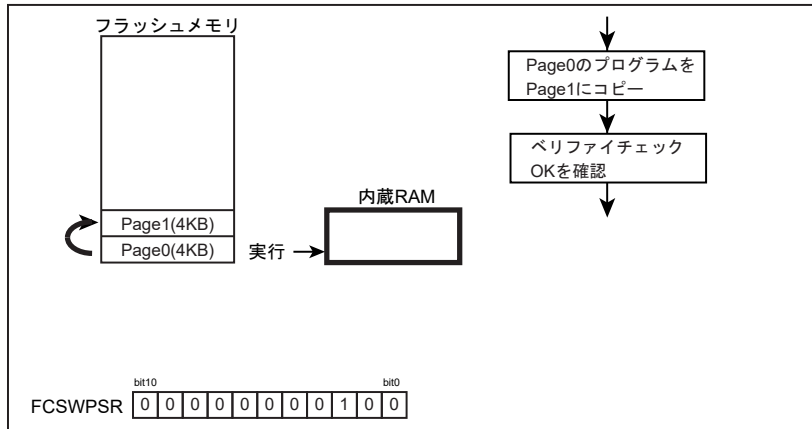 フラッシュメモリ
Page1(4KB)
Page0(4KB)
実行
内蔵RAM
Page0のプログラムを
Page1にコピー
ベリファイチェック
OKを確認
bit10
bit0
FCSWPSR 0 0 0 0 0 0 0 0 1 0 0